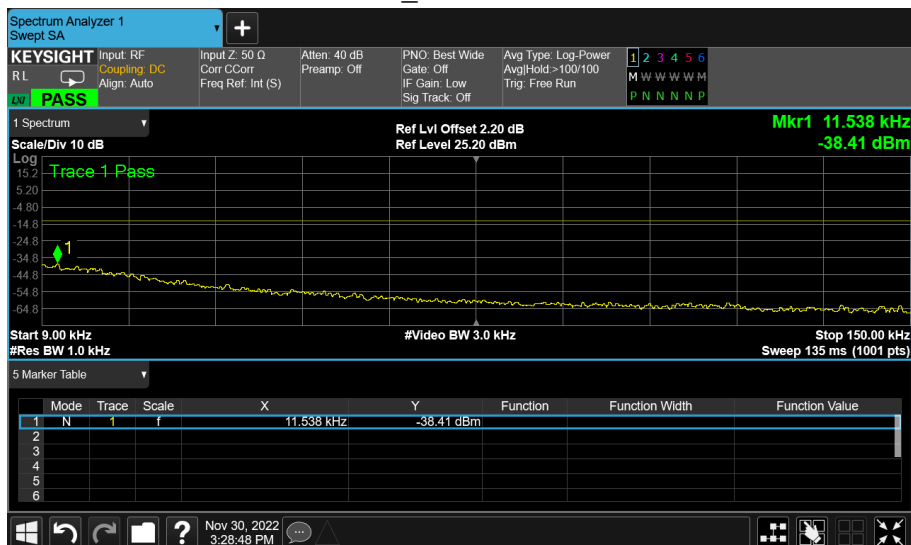 Spectrum Analyzer 1
Swept SA
+
KEYSIGHT Input: RF Input Z: 50 Ω Atten: 40 dB PNO: Best Wide Avg Type: Log-Power 1 2 3 4 5 6
RL Coupling: DC Corr CCorr Preamp: Off Gate: Off Avg|Hold:>100/100 M W W W W M
Align: Auto Freq Ref: Int (S) IF Gain: Low Trig: Free Run
LXI PASS Sig Track: Off P N N N N P
1 Spectrum Ref Lvl Offset 2.20 dB Mkr1 11.538 kHz
Scale/Div 10 dB Ref Level 25.20 dBm -38.41 dBm
Log
15.2 Trace 1 Pass
5.20
-4.80
-14.8
-24.8 1
-34.8
-44.8
-54.8
-64.8
Start 9.00 kHz #Video BW 3.0 kHz Stop 150.00 kHz
#Res BW 1.0 kHz Sweep 135 ms (1001 pts)
5 Marker Table
Mode Trace Scale X Y Function Function Width Function Value
1 N 1 f 11.538 kHz -38.41 dBm
2
3
4
5
6
? Nov 30, 2022
3:28:48 PM